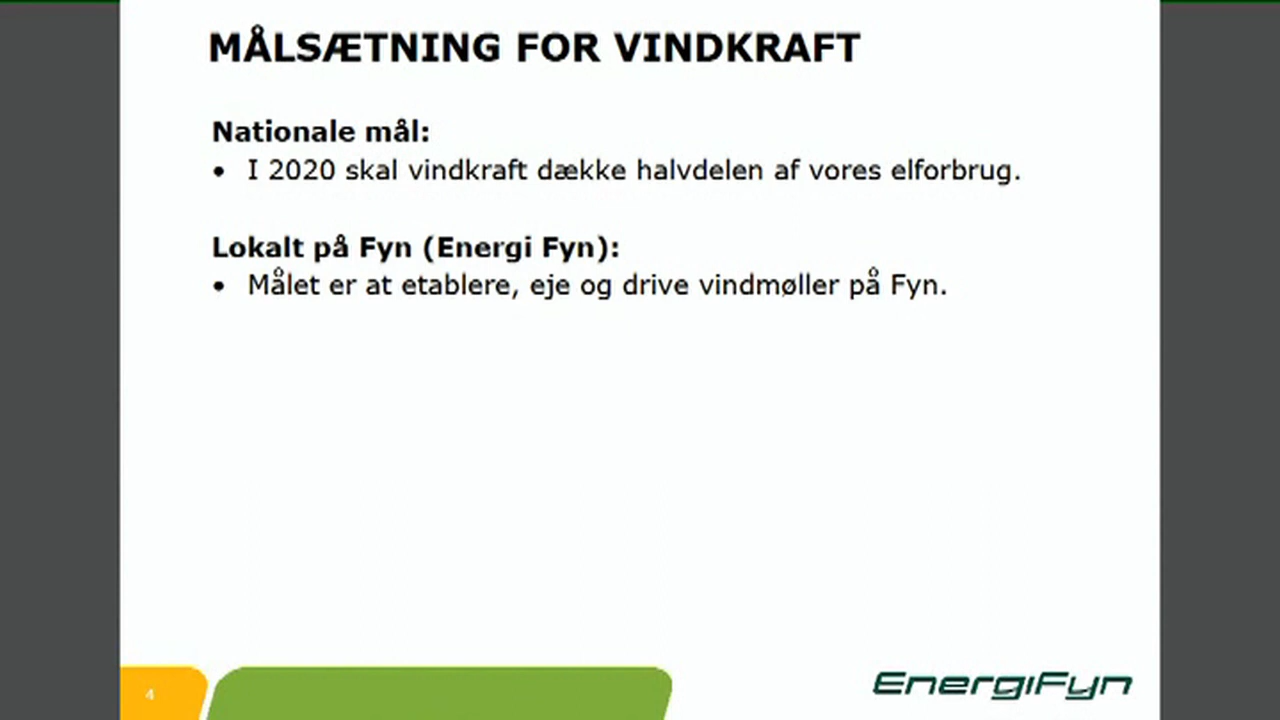 MÅLSÆTNING FOR VINDKRAFT
Nationale mål:
• I 2020 skal vindkraft dække halvdelen af vores elforbrug.
Lokalt på Fyn (Energi Fyn):
• Målet er at etablere, eje og drive vindmøller på Fyn.
4
EnergiFyn